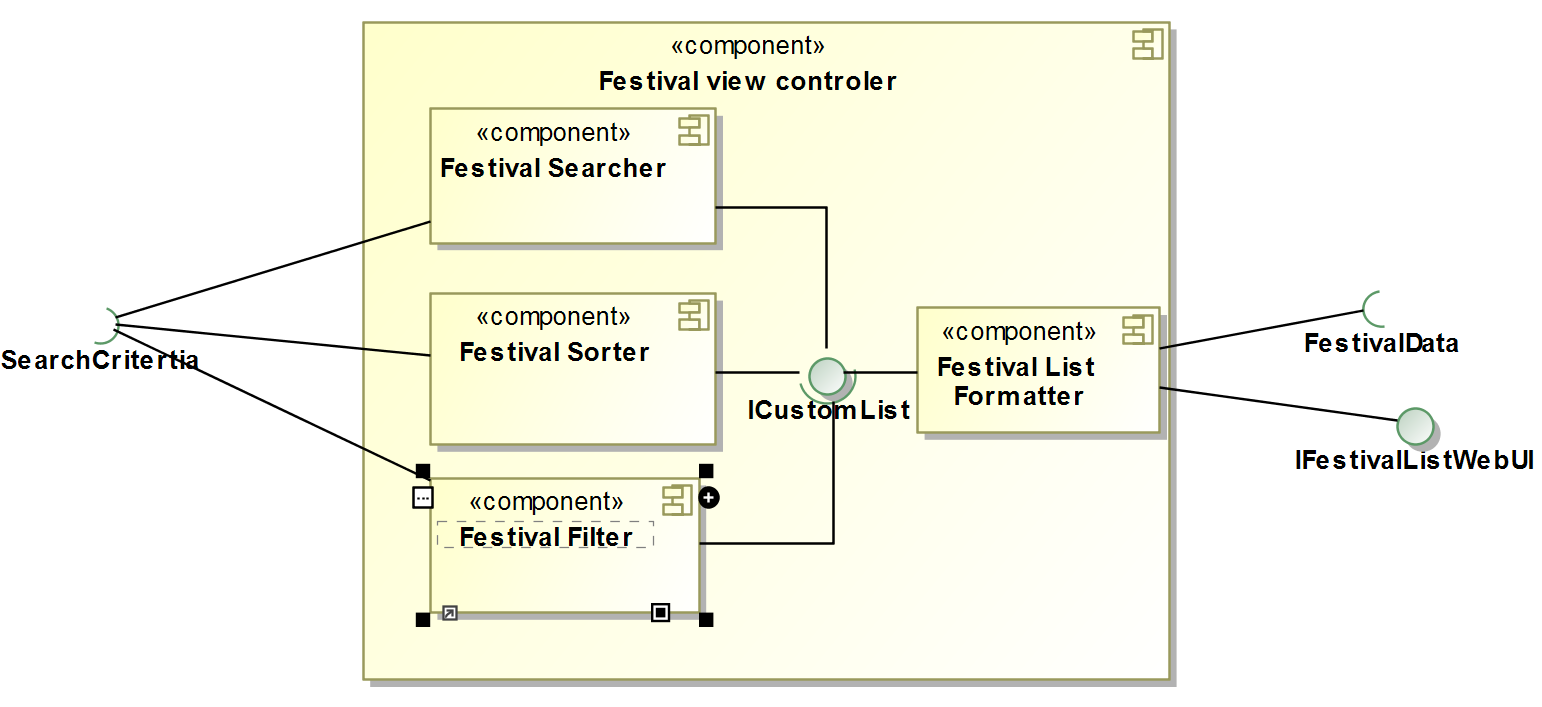 «component»
Festival view controler
«component»
Festival Searcher
«component»
Festival Sorter
«component»
Festival Filter
SearchCritertia
ICustomList
«component»
Festival List
Formatter
FestivalData
IFestivalListWebUI